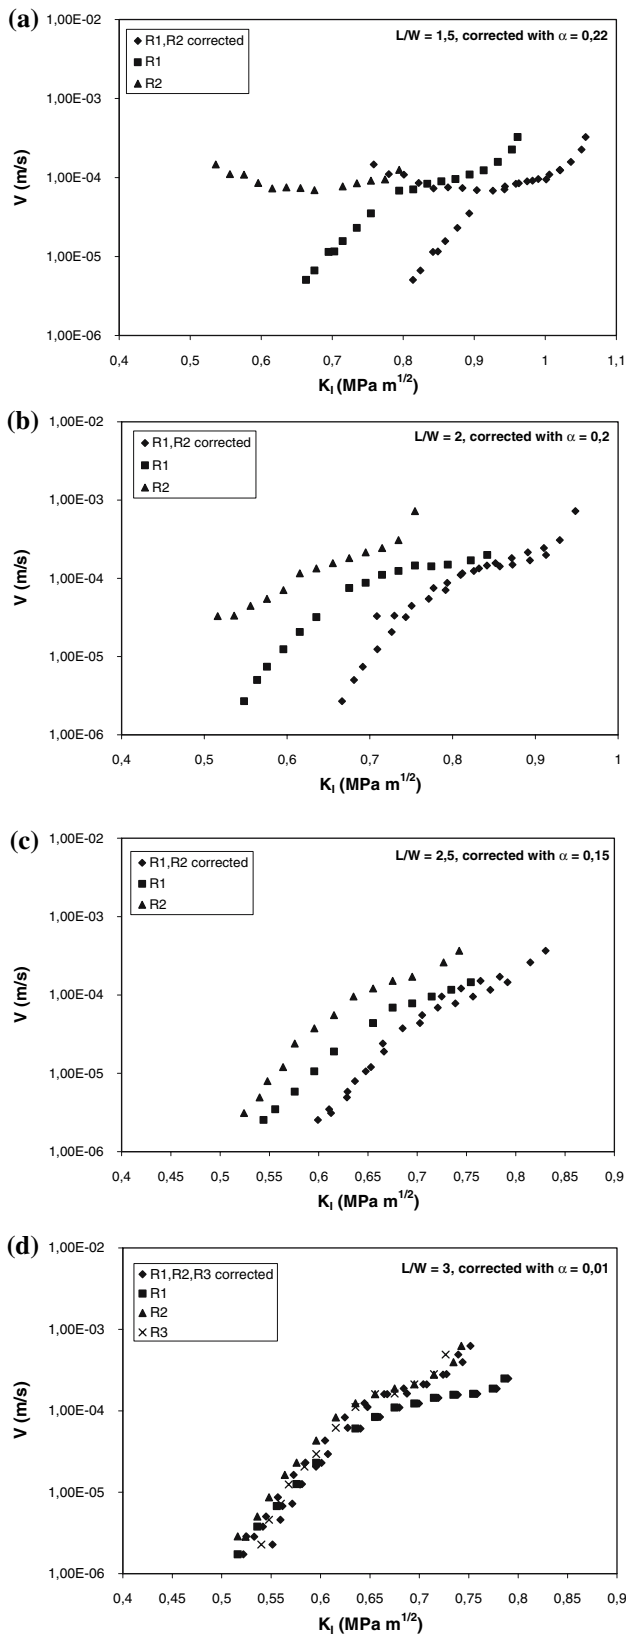 (a)
L/W = 1,5, corrected with α = 0,22
R1,R2 corrected
R1
R2
1,00E-02
1,00E-03
1,00E-04
1,00E-05
1,00E-06
V (m/s)
0,4 0,5 0,6 0,7 0,8 0,9 1 1,1
K_I (MPa m^1/2)
(b)
L/W = 2, corrected with α = 0,2
R1,R2 corrected
R1
R2
1,00E-02
1,00E-03
1,00E-04
1,00E-05
1,00E-06
V (m/s)
0,4 0,5 0,6 0,7 0,8 0,9 1
K_I (MPa m^1/2)
(c)
L/W = 2,5, corrected with α = 0,15
R1,R2 corrected
R1
R2
1,00E-02
1,00E-03
1,00E-04
1,00E-05
1,00E-06
V (m/s)
0,4 0,45 0,5 0,55 0,6 0,65 0,7 0,75 0,8 0,85 0,9
K_I (MPa m^1/2)
(d)
L/W = 3, corrected with α = 0,01
R1,R2,R3 corrected
R1
R2
R3
1,00E-02
1,00E-03
1,00E-04
1,00E-05
1,00E-06
V (m/s)
0,4 0,45 0,5 0,55 0,6 0,65 0,7 0,75 0,8 0,85 0,9
K_I (MPa m^1/2)